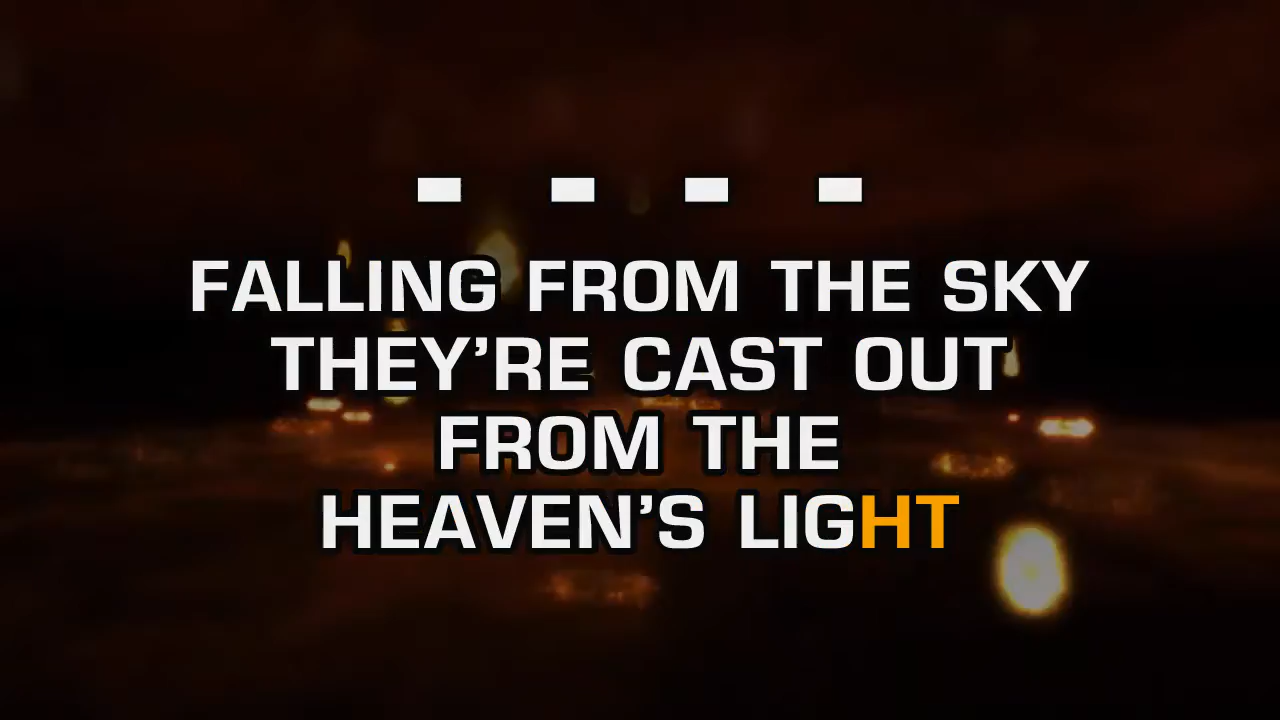 - - - -
FALLING FROM THE SKY
THEY’RE CAST OUT
FROM THE
HEAVEN’S LIGHT